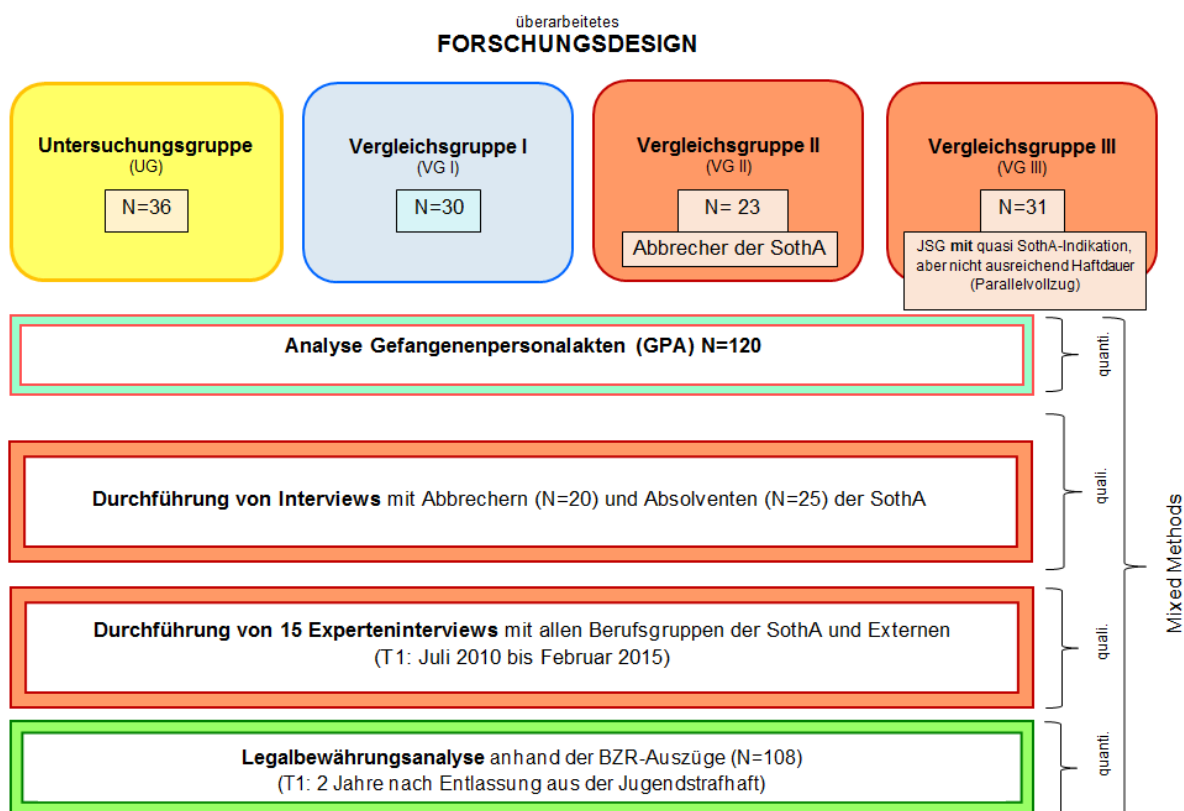 überarbeitetes
FORSCHUNGSDESIGN
Untersuchungsgruppe
(UG)
N=36
Vergleichsgruppe I
(VG I)
N=30
Vergleichsgruppe II
(VG II)
N= 23
Abbrecher der SothA
Vergleichsgruppe III
(VG III)
N=31
JSG mit quasi SothA-Indikation,
aber nicht ausreichend Haftdauer
(Parallelvollzug)
Analyse Gefangenenpersonalakten (GPA) N=120
quanti.
Durchführung von Interviews mit Abbrechern (N=20) und Absolventen (N=25) der SothA
quali.
Durchführung von 15 Experteninterviews mit allen Berufsgruppen der SothA und Externen
(T1: Juli 2010 bis Februar 2015)
quali.
Legalbewährungsanalyse anhand der BZR-Auszüge (N=108)
(T1: 2 Jahre nach Entlassung aus der Jugendstrafhaft)
quanti.
Mixed Methods